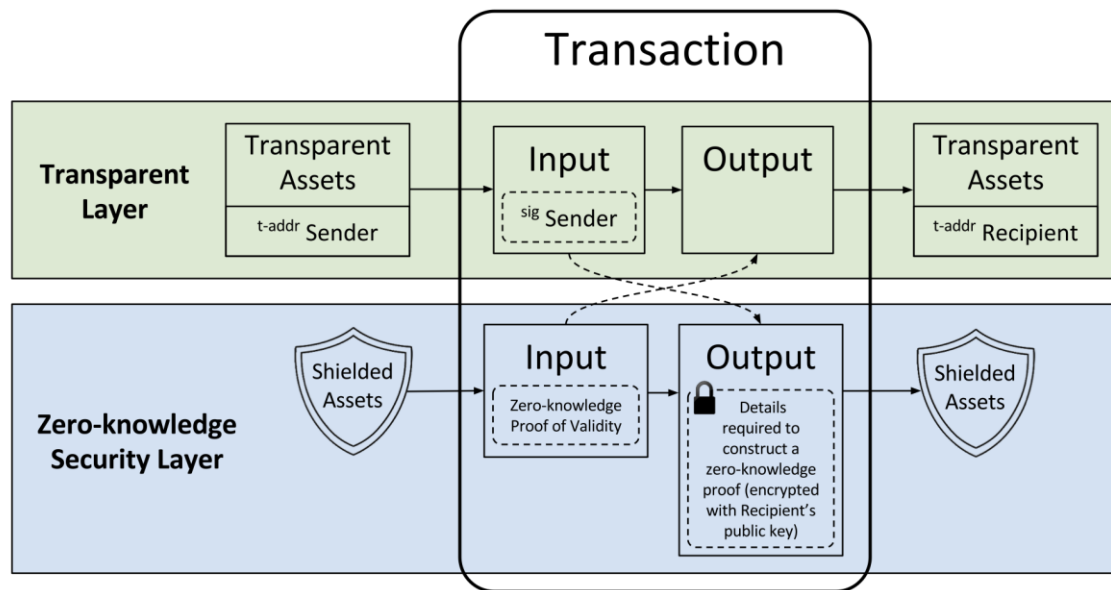 Transaction
Transparent
Layer
Transparent
Assets
t-addr Sender
Input
sig Sender
Output
Transparent
Assets
t-addr Recipient
Zero-knowledge
Security Layer
Shielded
Assets
Input
Zero-knowledge
Proof of Validity
Output
Details
required to
construct a
zero-knowledge
proof (encrypted
with Recipient's
public key)
Shielded
Assets